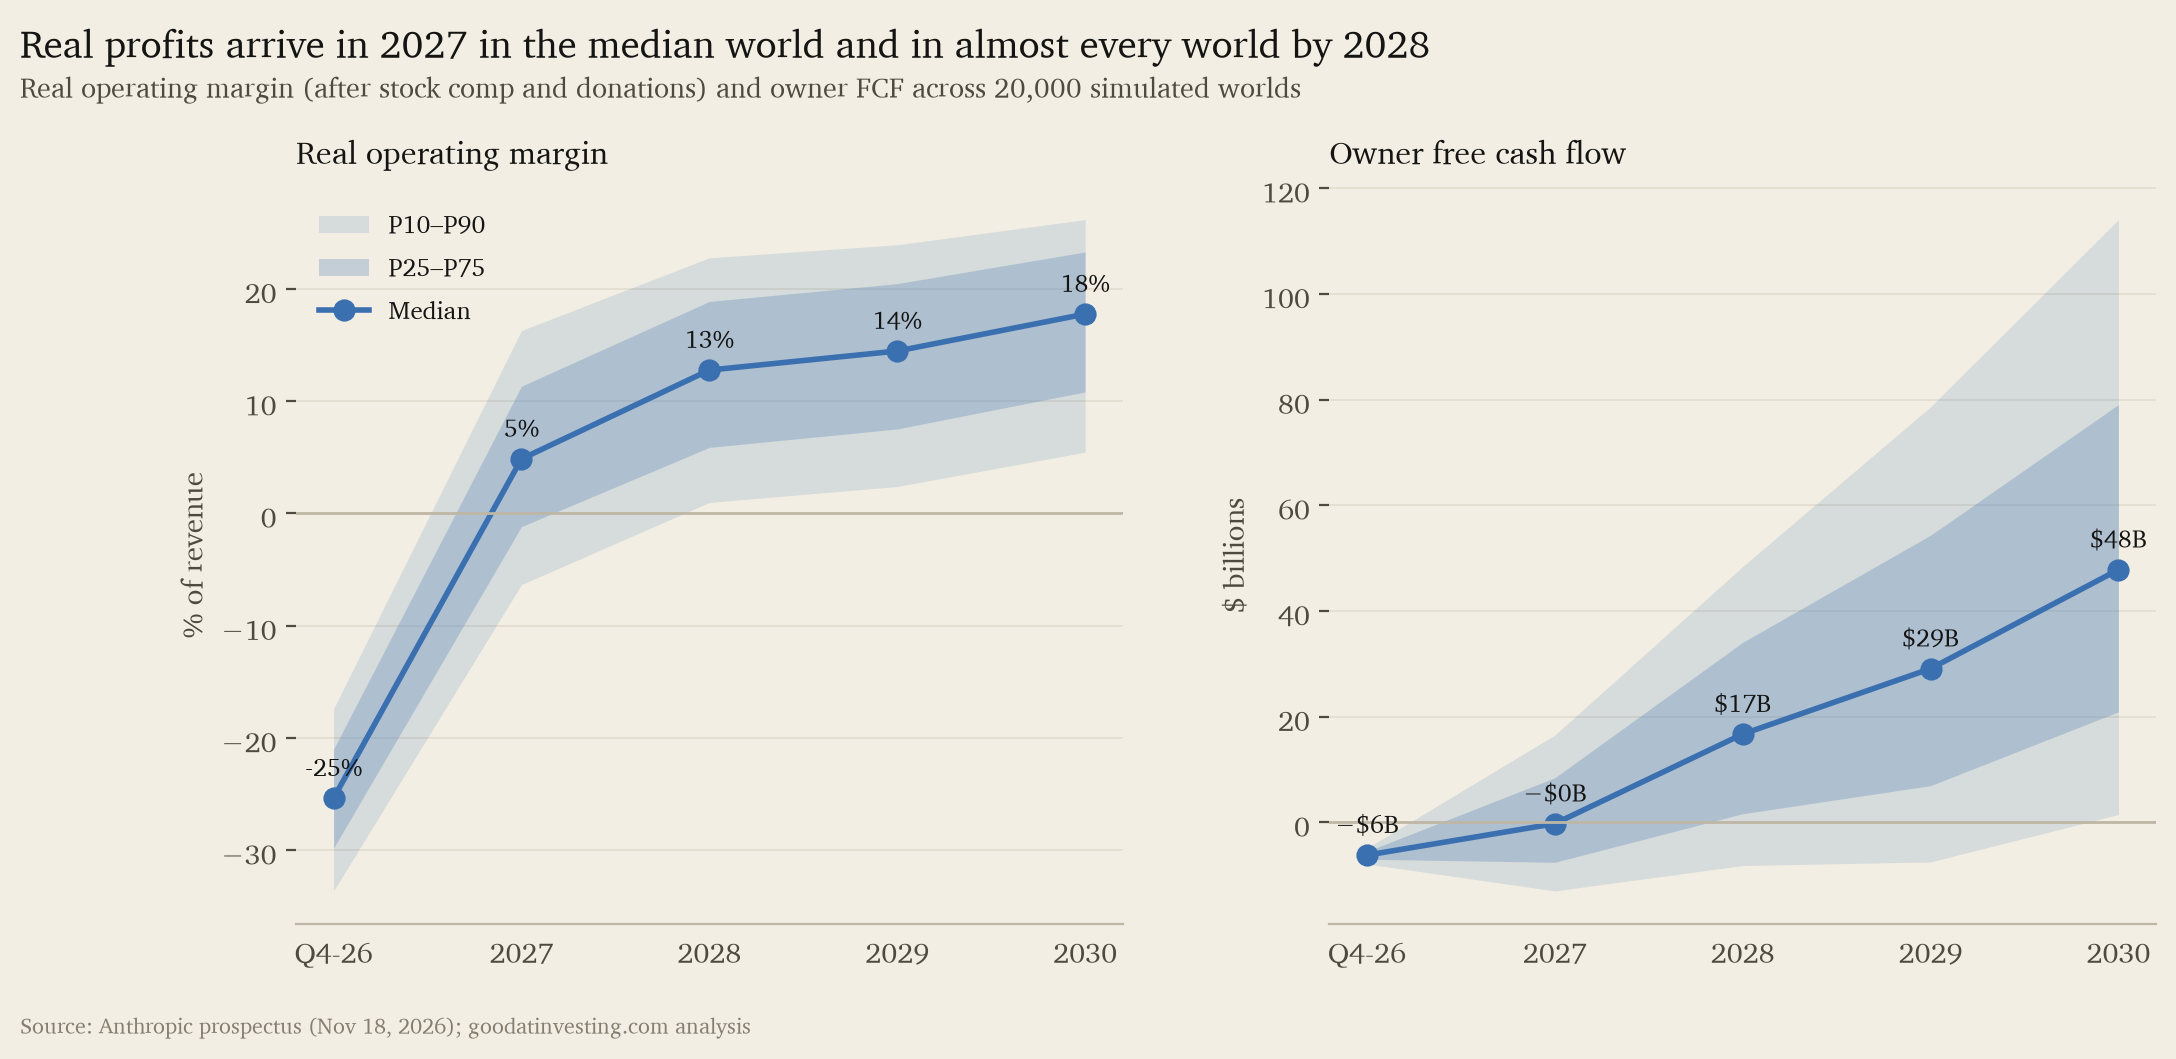 Real profits arrive in 2027 in the median world and in almost every world by 2028
Real operating margin (after stock comp and donations) and owner FCF across 20,000 simulated worlds
Real operating margin
P10–P90
P25–P75
Median
% of revenue
20
10
0
−10
−20
−30
-25%
5%
13%
14%
18%
Q4-26
2027
2028
2029
2030
Owner free cash flow
$ billions
120
100
80
60
40
20
0
−$6B
−$0B
$17B
$29B
$48B
Q4-26
2027
2028
2029
2030
Source: Anthropic prospectus (Nov 18, 2026); goodatinvesting.com analysis